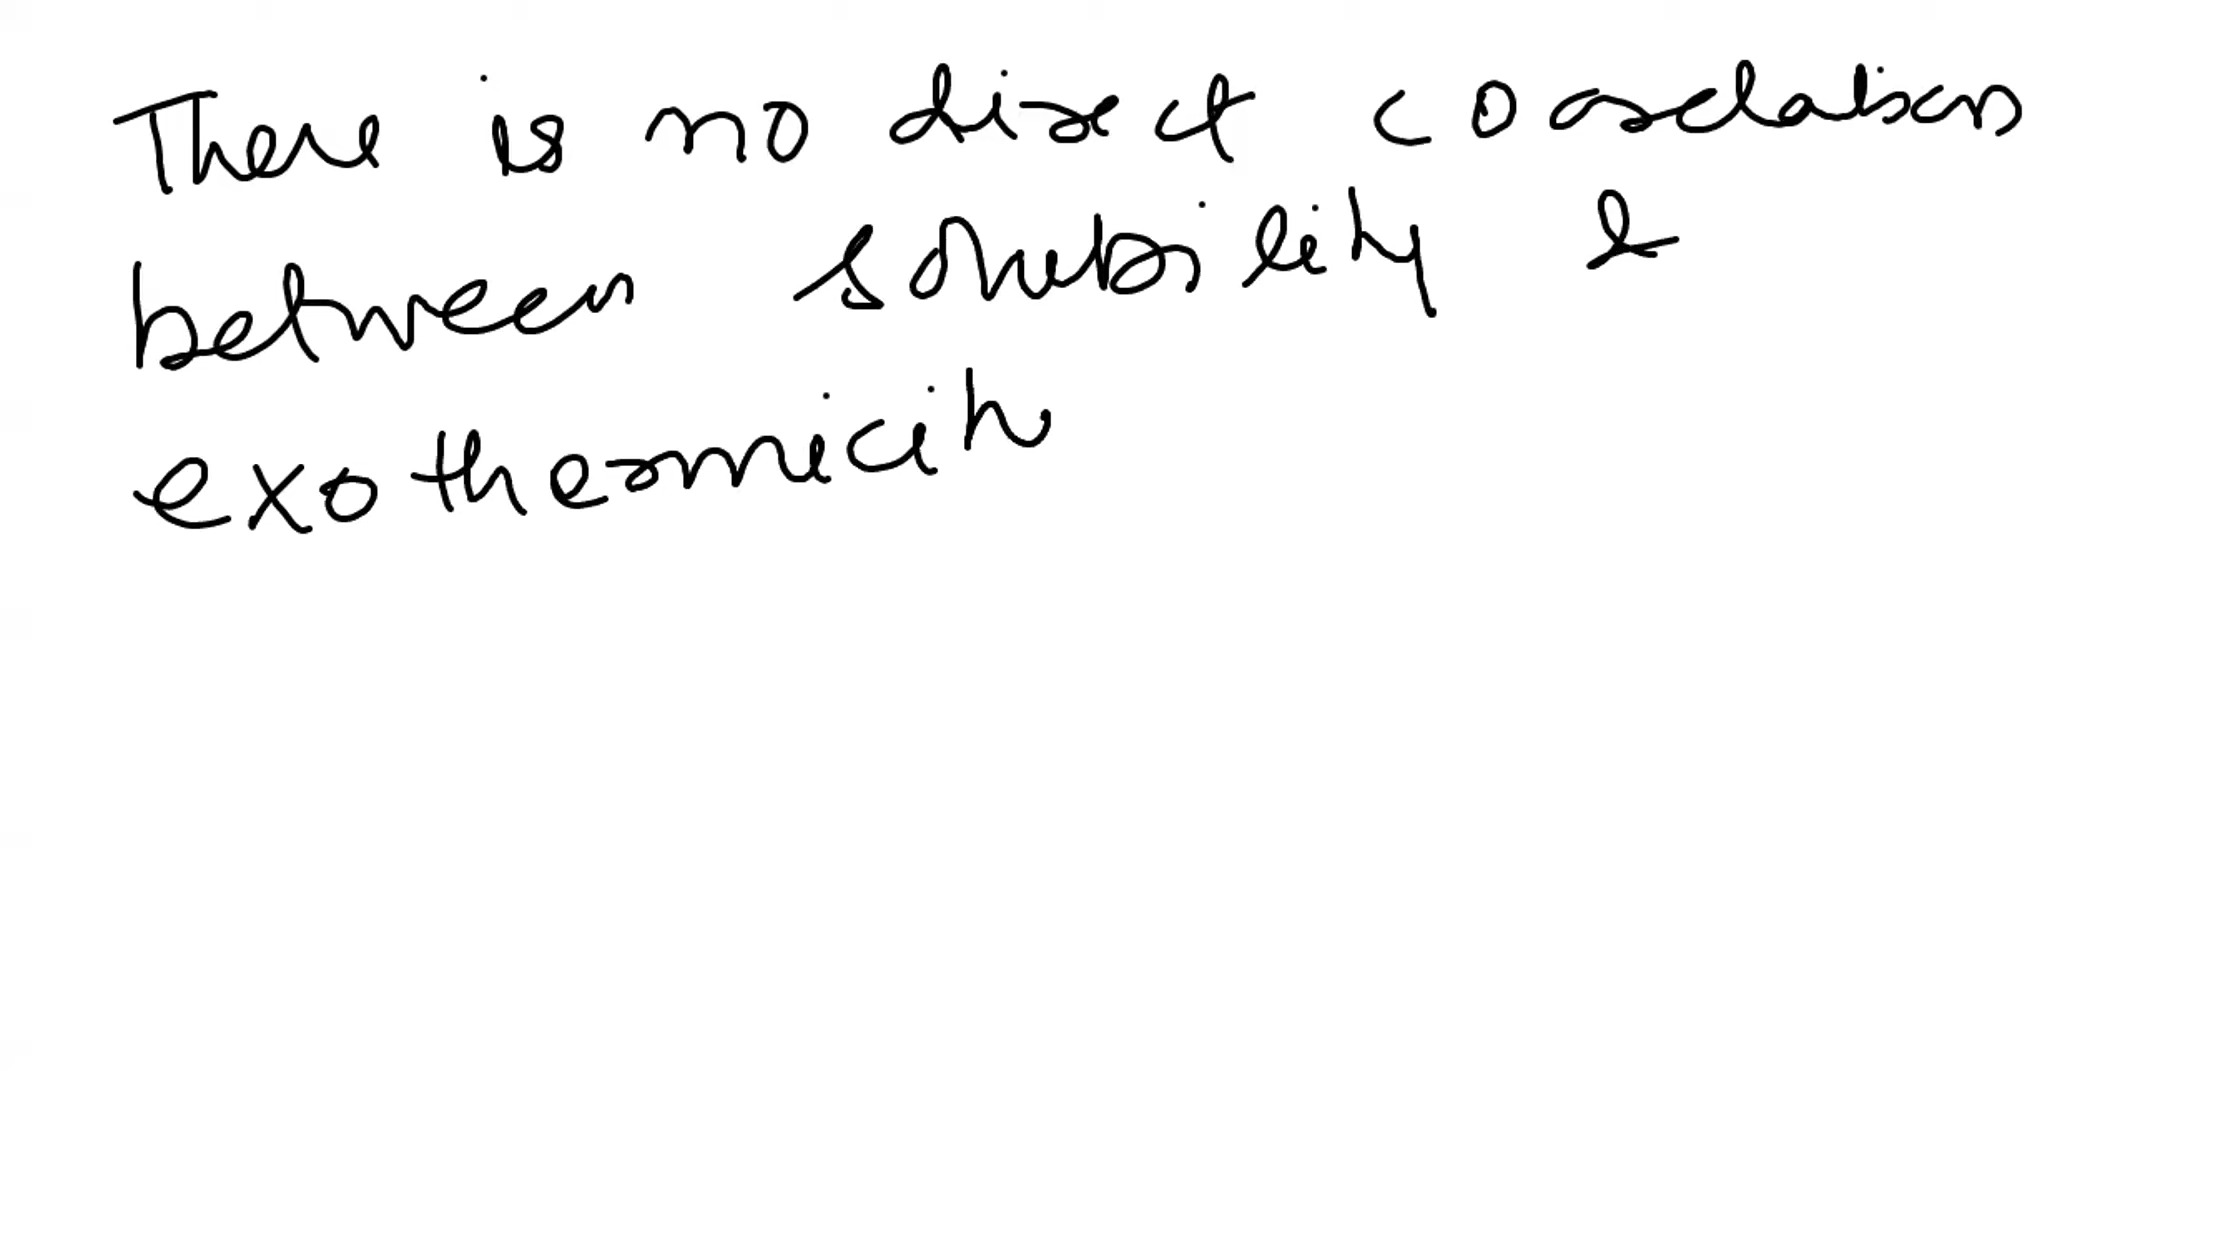 There is no direct correlation
between solubility &
exothermicity